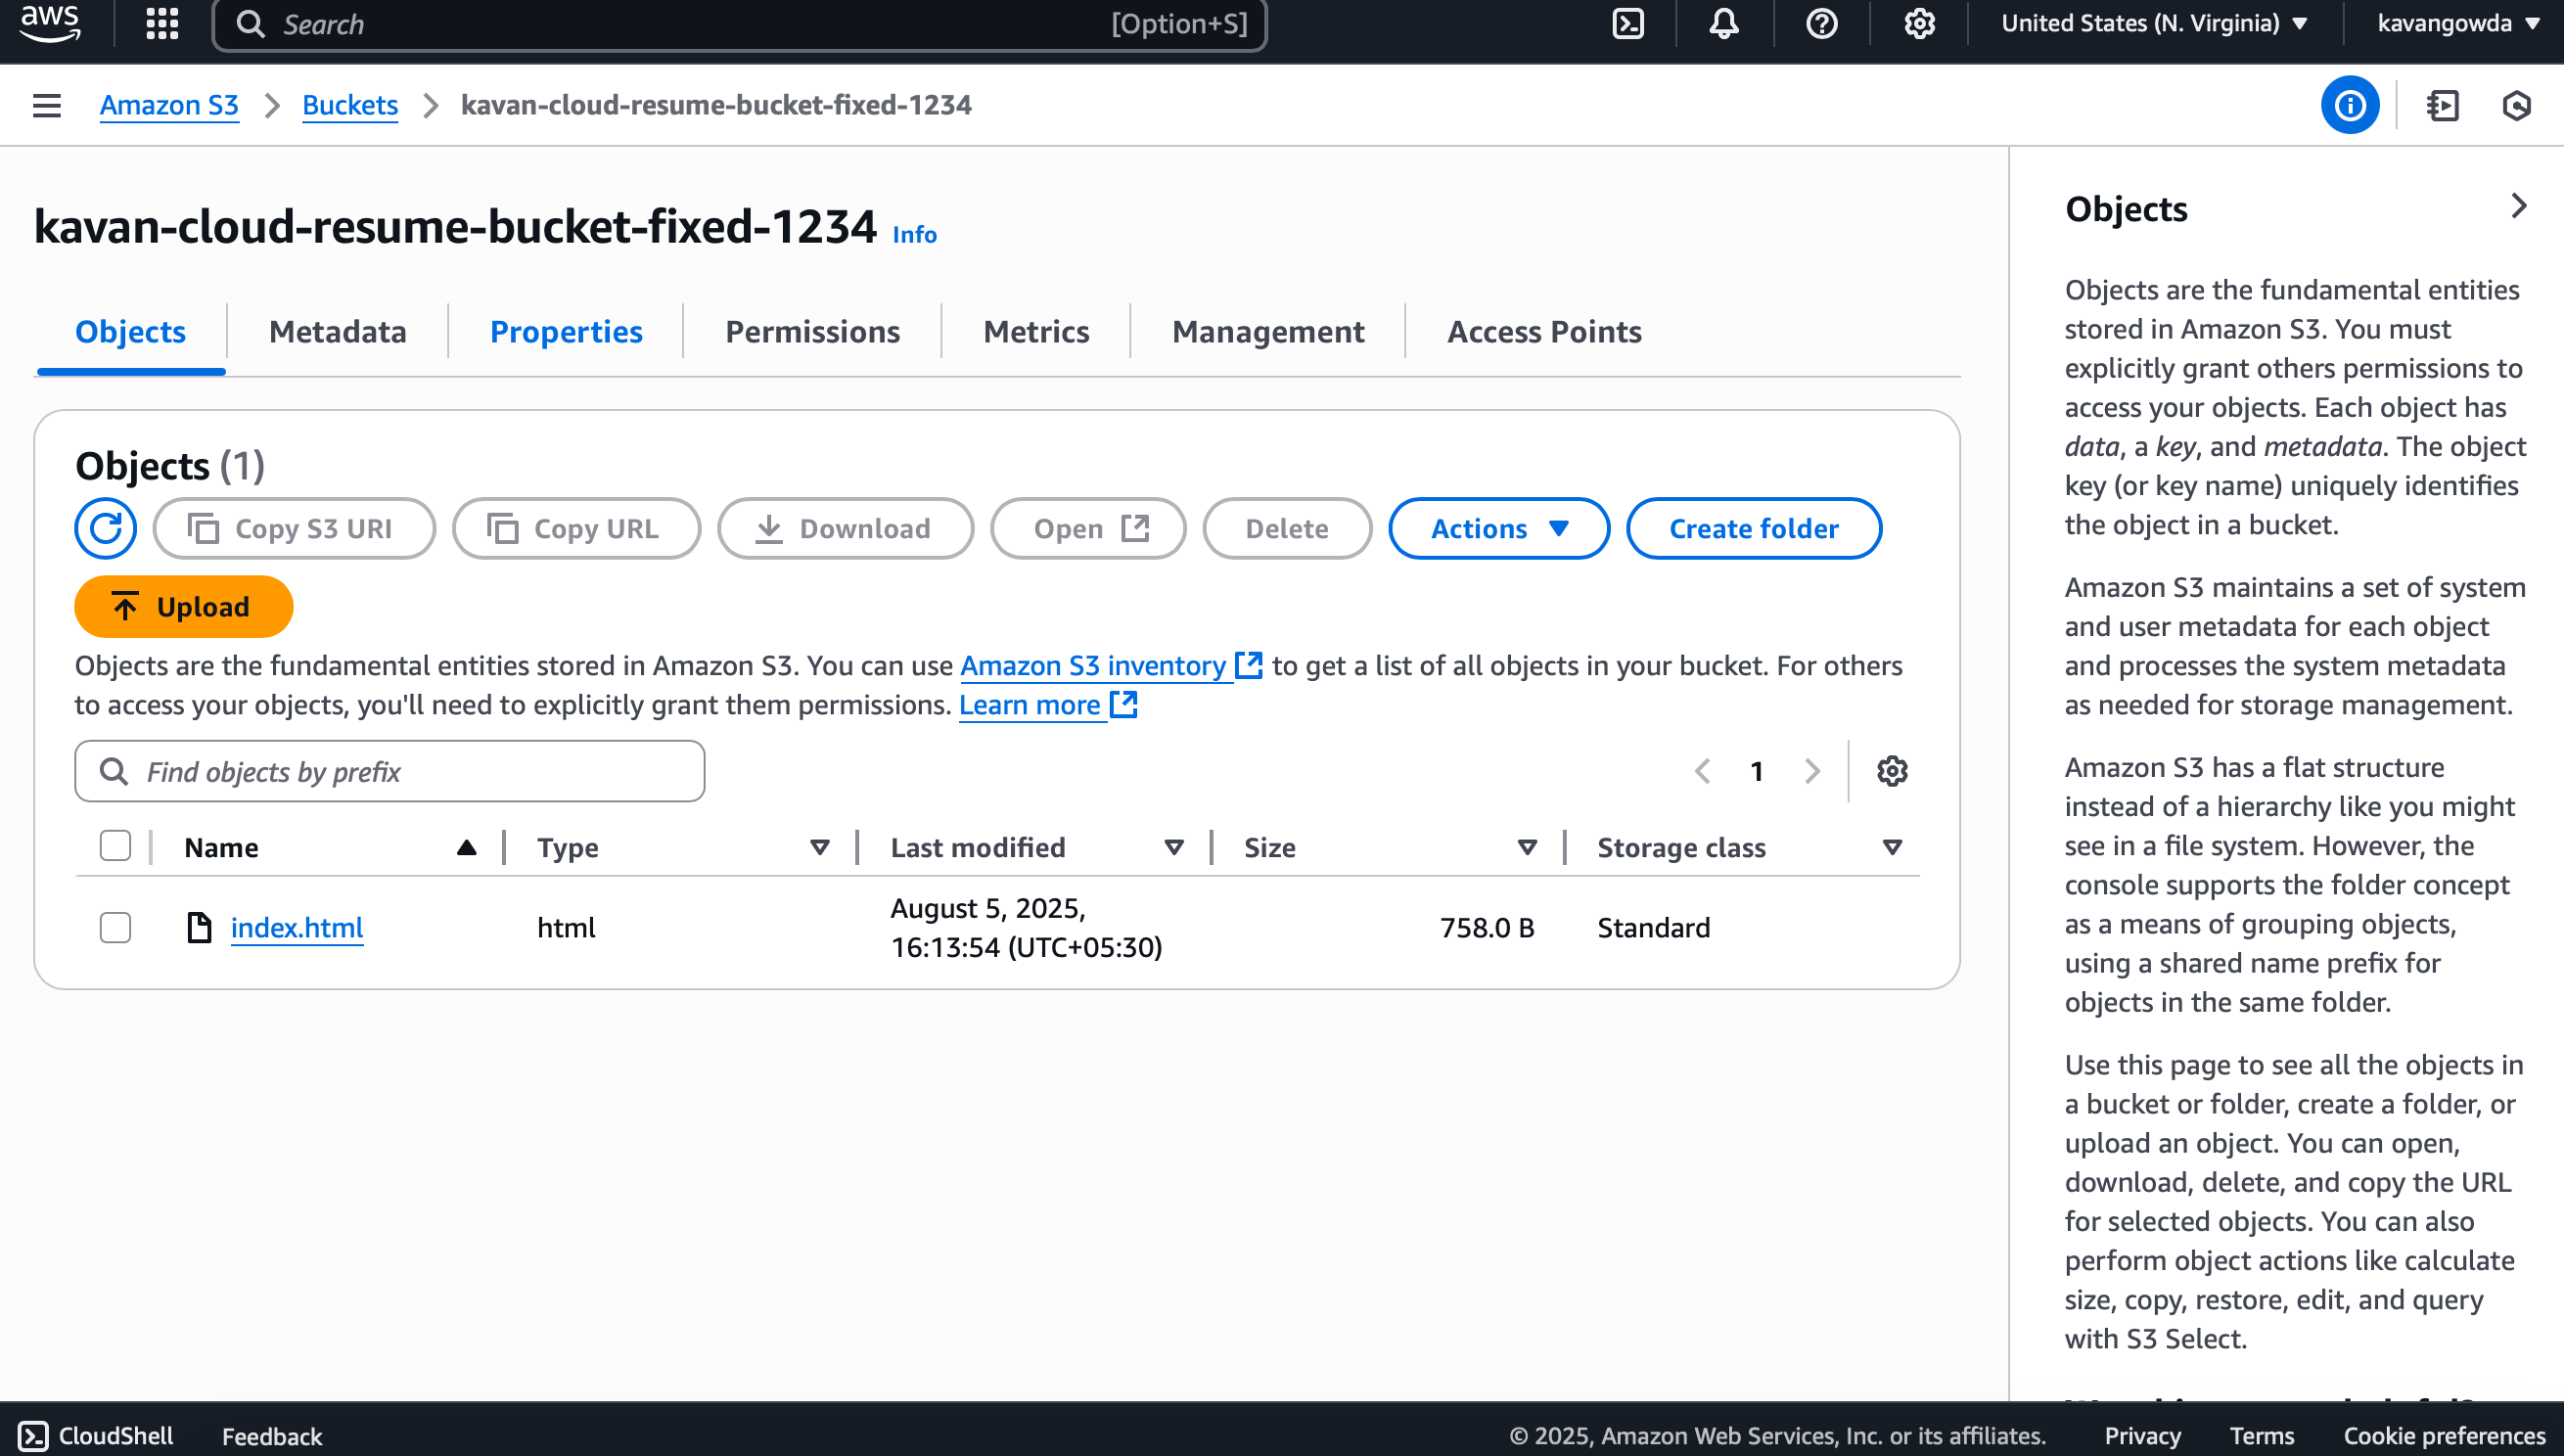 aws
Search
[Option+S]
United States (N. Virginia)
kavangowda
Amazon S3
Buckets
kavan-cloud-resume-bucket-fixed-1234
kavan-cloud-resume-bucket-fixed-1234 Info
Objects
Metadata
Properties
Permissions
Metrics
Management
Access Points
Objects (1)
Copy S3 URI
Copy URL
Download
Open
Delete
Actions
Create folder
Upload
Objects are the fundamental entities stored in Amazon S3. You can use Amazon S3 inventory to get a list of all objects in your bucket. For others
to access your objects, you'll need to explicitly grant them permissions. Learn more
Find objects by prefix
1
Name
Type
Last modified
Size
Storage class
index.html
html
August 5, 2025,
16:13:54 (UTC+05:30)
758.0 B
Standard
Objects
Objects are the fundamental entities
stored in Amazon S3. You must
explicitly grant others permissions to
access your objects. Each object has
data, a key, and metadata. The object
key (or key name) uniquely identifies
the object in a bucket.
Amazon S3 maintains a set of system
and user metadata for each object
and processes the system metadata
as needed for storage management.
Amazon S3 has a flat structure
instead of a hierarchy like you might
see in a file system. However, the
console supports the folder concept
as a means of grouping objects,
using a shared name prefix for
objects in the same folder.
Use this page to see all the objects in
a bucket or folder, create a folder, or
upload an object. You can open,
download, delete, and copy the URL
for selected objects. You can also
perform object actions like calculate
size, copy, restore, edit, and query
with S3 Select.
CloudShell
Feedback
© 2025, Amazon Web Services, Inc. or its affiliates.
Privacy
Terms
Cookie preferences